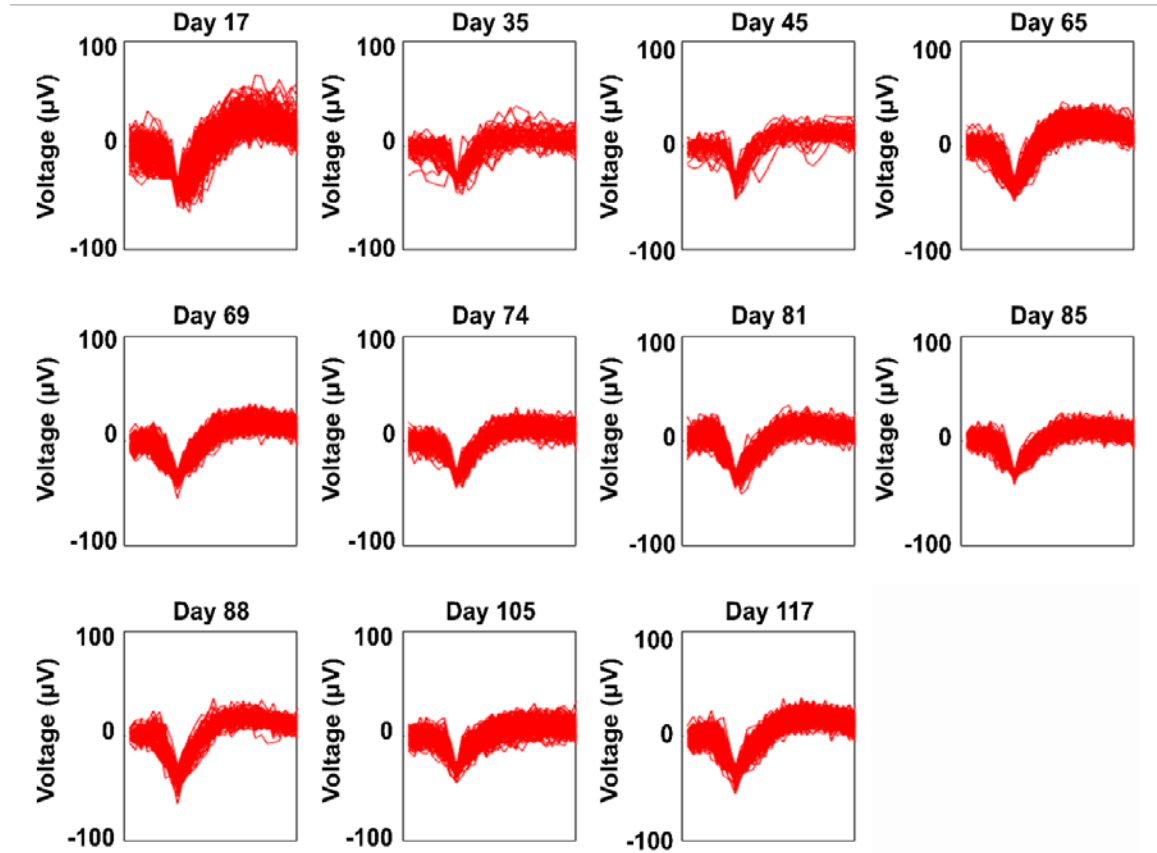 Day 17 Day 35 Day 45 Day 65
100 100 100 100
Voltage (µV) Voltage (µV) Voltage (µV) Voltage (µV)
0 0 0 0
-100 -100 -100 -100
Day 69 Day 74 Day 81 Day 85
100 100 100 100
Voltage (µV) Voltage (µV) Voltage (µV) Voltage (µV)
0 0 0 0
-100 -100 -100 -100
Day 88 Day 105 Day 117
100 100 100
Voltage (µV) Voltage (µV) Voltage (µV)
0 0 0
-100 -100 -100